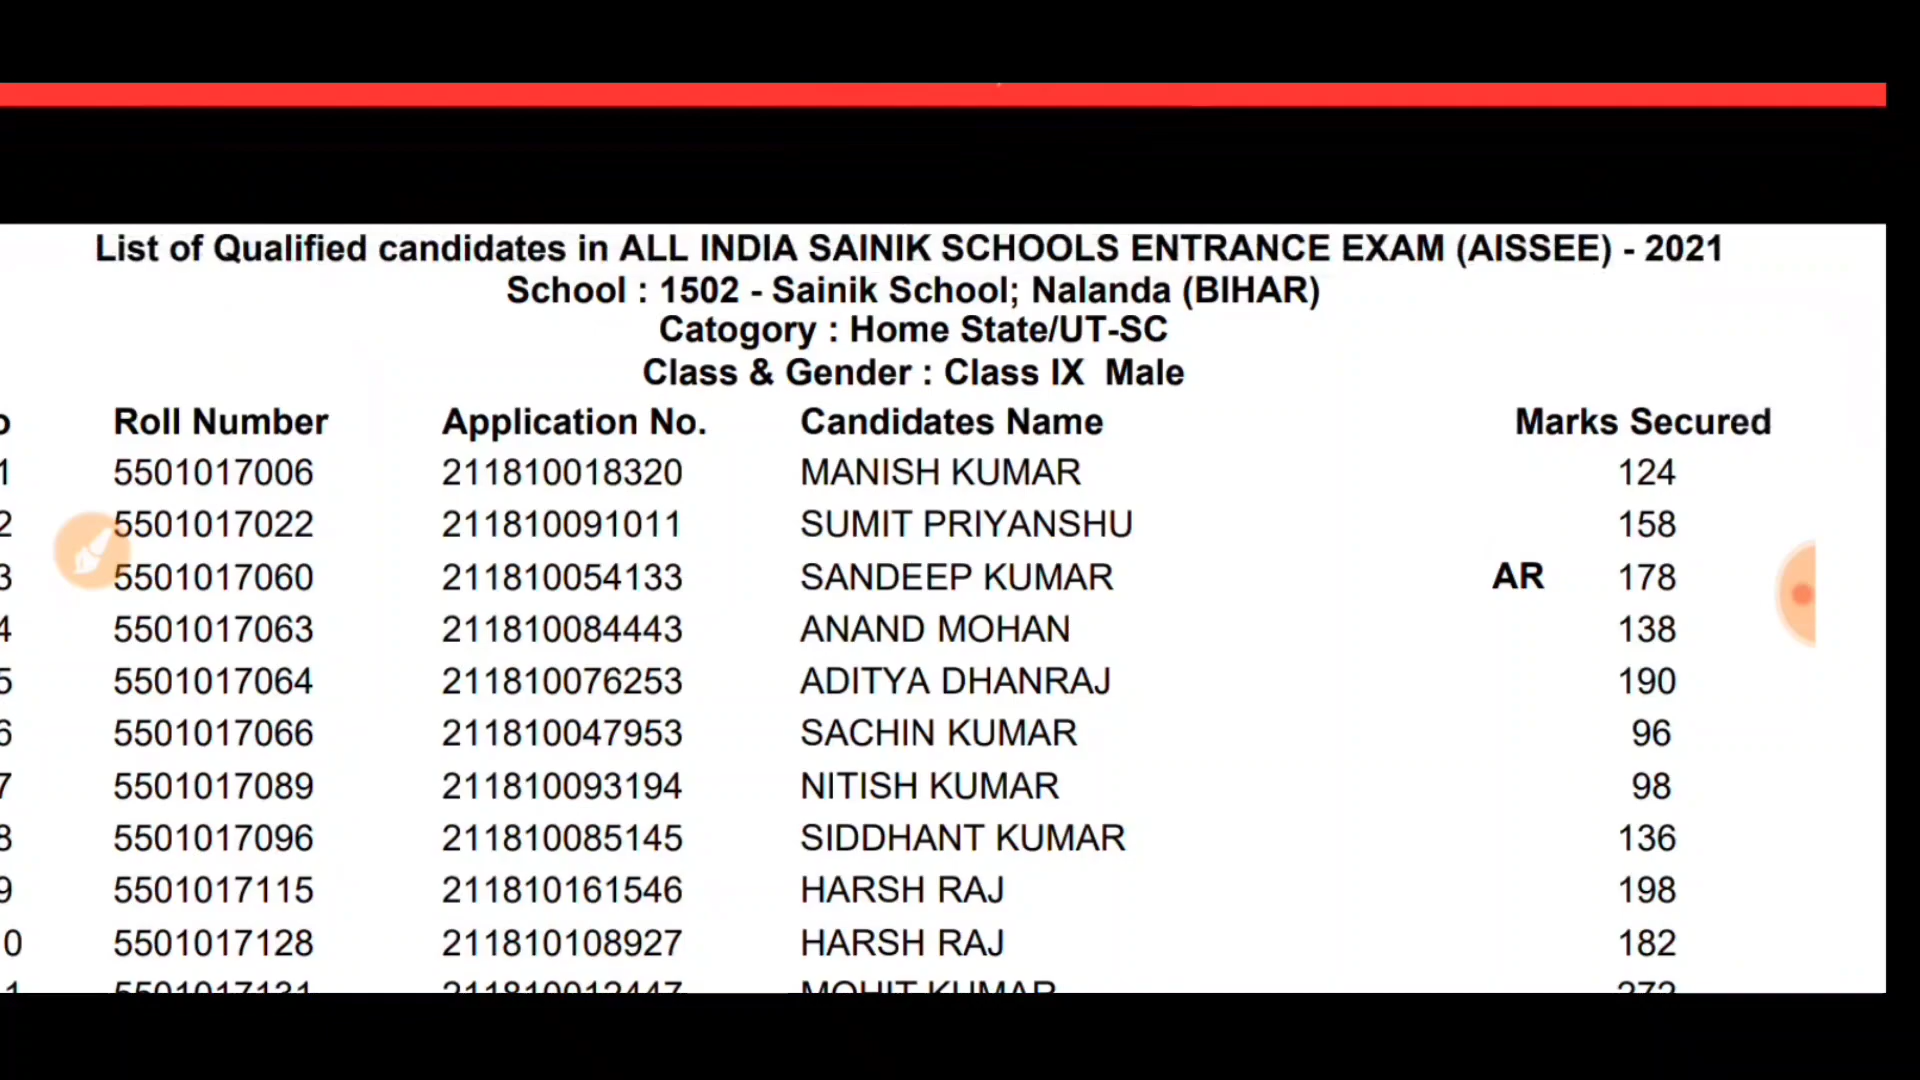 List of Qualified candidates in ALL INDIA SAINIK SCHOOLS ENTRANCE EXAM (AISSEE) - 2021
School : 1502 - Sainik School; Nalanda (BIHAR)
Catogory : Home State/UT-SC
Class & Gender : Class IX Male
Roll Number Application No. Candidates Name Marks Secured
1 5501017006 211810018320 MANISH KUMAR 124
2 5501017022 211810091011 SUMIT PRIYANSHU 158
3 5501017060 211810054133 SANDEEP KUMAR AR 178
4 5501017063 211810084443 ANAND MOHAN 138
5 5501017064 211810076253 ADITYA DHANRAJ 190
6 5501017066 211810047953 SACHIN KUMAR 96
7 5501017089 211810093194 NITISH KUMAR 98
8 5501017096 211810085145 SIDDHANT KUMAR 136
9 5501017115 211810161546 HARSH RAJ 198
0 5501017128 211810108927 HARSH RAJ 182
MOHIT KUMAR